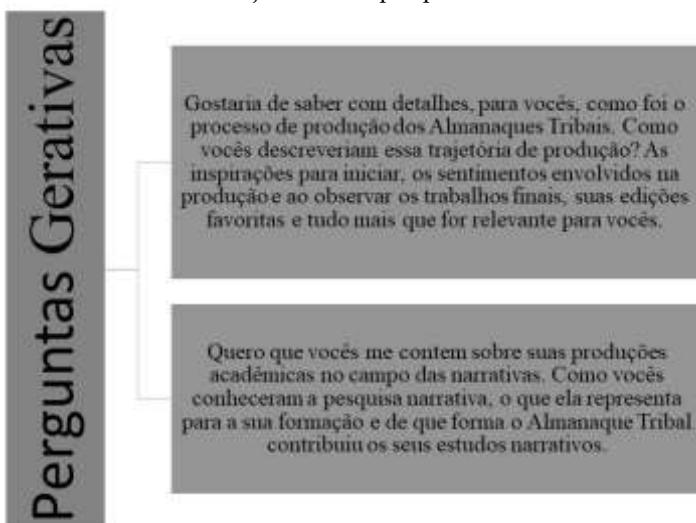 Perguntas Gerativas
Gostaria de saber com detalhes, para vocês, como foi o
processo de produção dos Almanaques Tribais. Como
vocês descreveriam essa trajetória de produção? As
inspirações para iniciar, os sentimentos envolvidos na
produção e ao observar os trabalhos finais, suas edições
favoritas e tudo mais que for relevante para vocês.
Quero que vocês me contem sobre suas produções
acadêmicas no campo das narrativas. Como vocês
conheceram a pesquisa narrativa, o que ela representa
para a sua formação e de que forma o Almanaque Tribal
contribuiu os seus estudos narrativos.